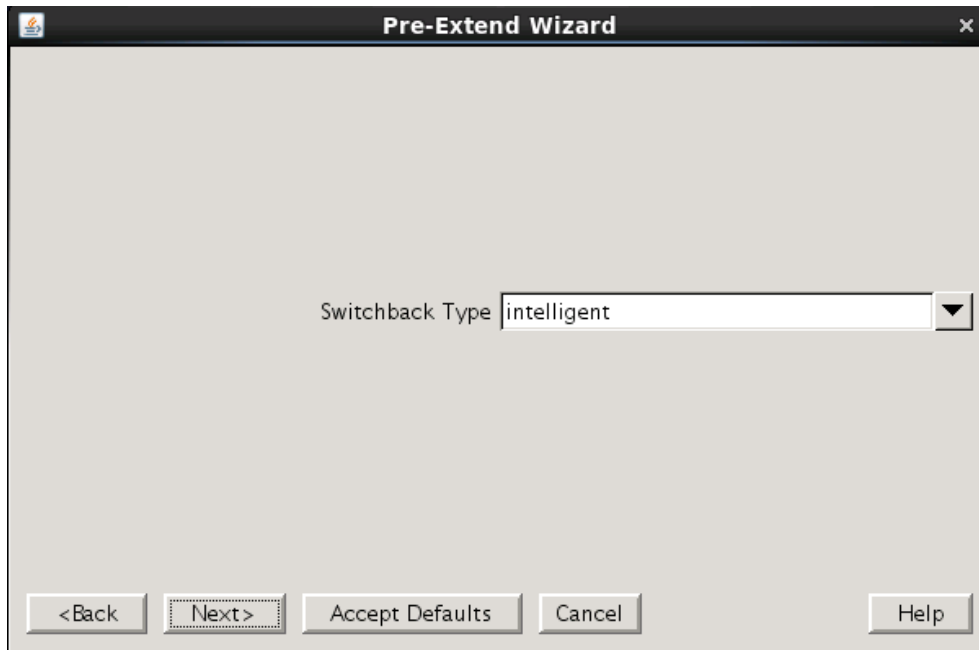 Pre-Extend Wizard
Switchback Type intelligent
<Back Next> Accept Defaults Cancel Help